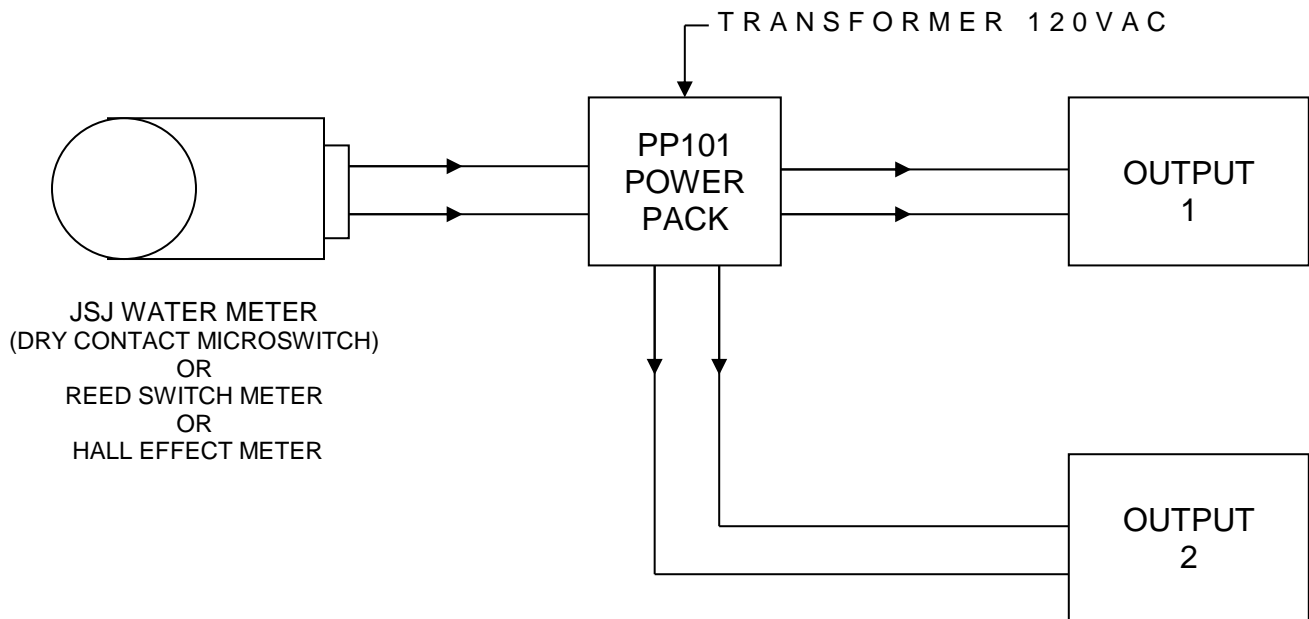 TRANSFORMER 120VAC
PP101
POWER
PACK
OUTPUT
1
JSJ WATER METER
(DRY CONTACT MICROSWITCH)
OR
REED SWITCH METER
OR
HALL EFFECT METER
OUTPUT
2